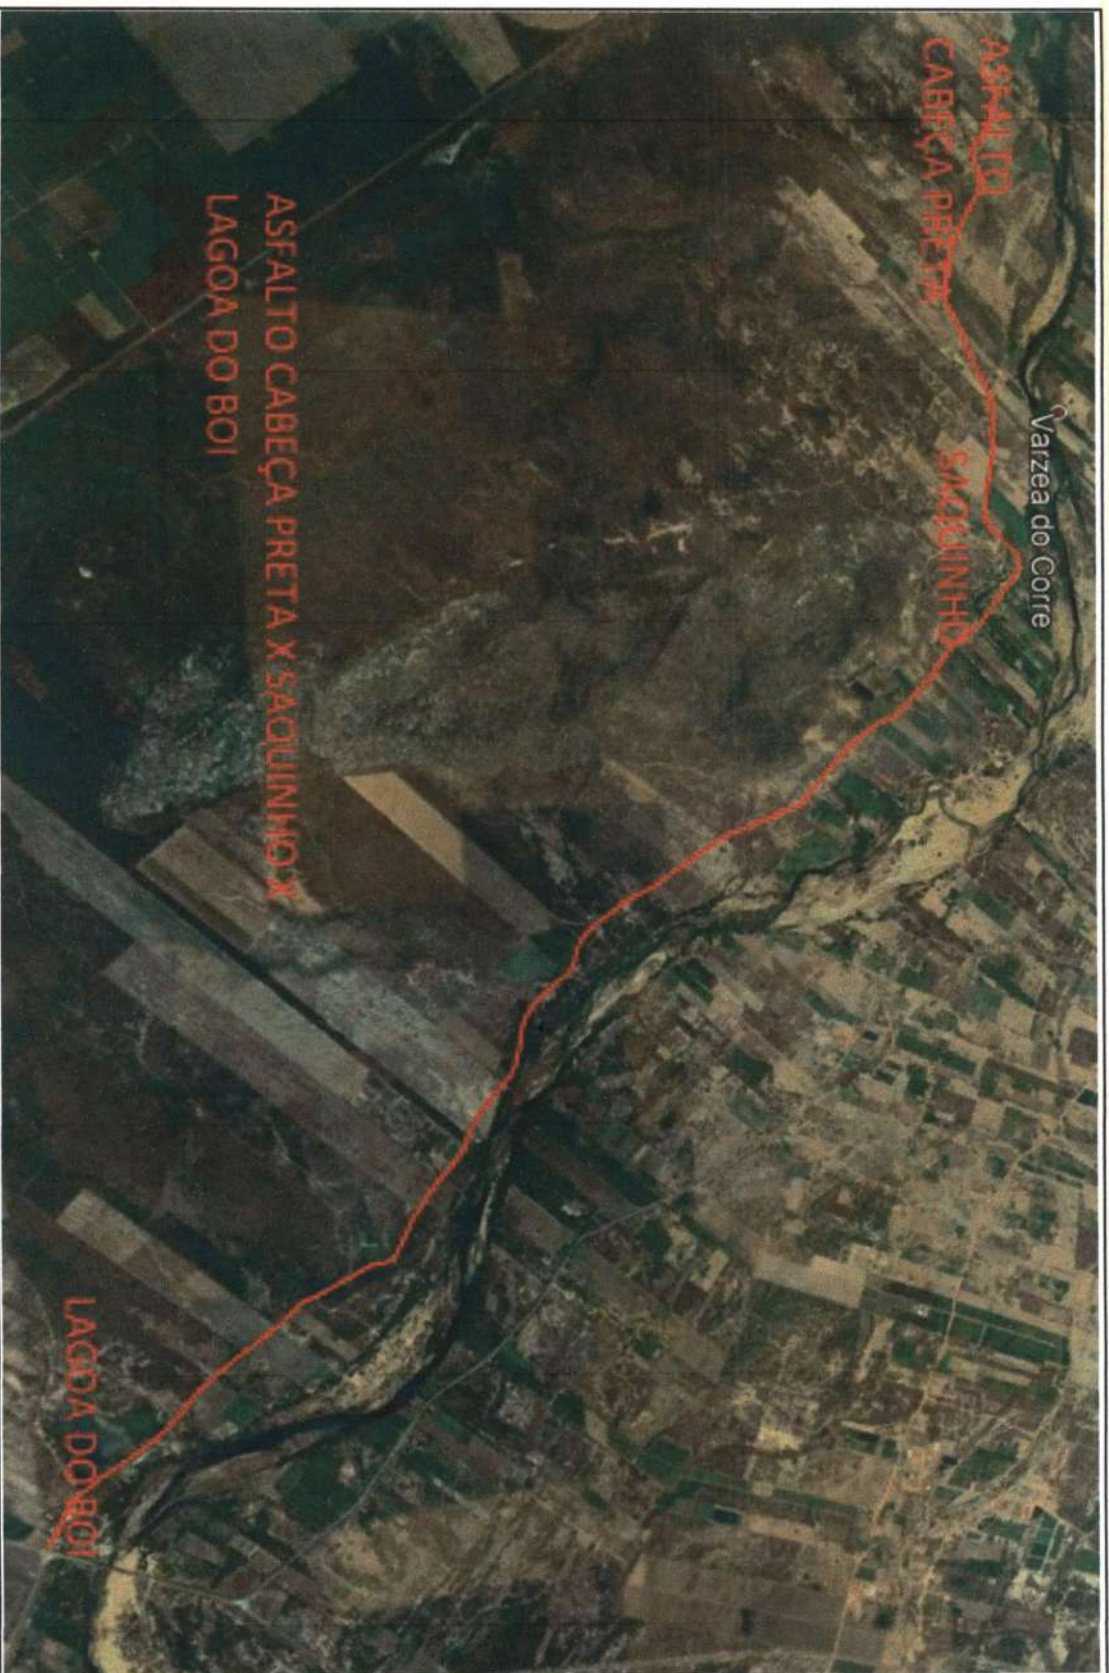 ASFALTO
CABEÇA PRETA
Varzea do Corre
SAQUINHO
ASFALTO CABEÇA PRETA X SAQUINHO X
LAGOA DO BOI
LAGOA DO BOI